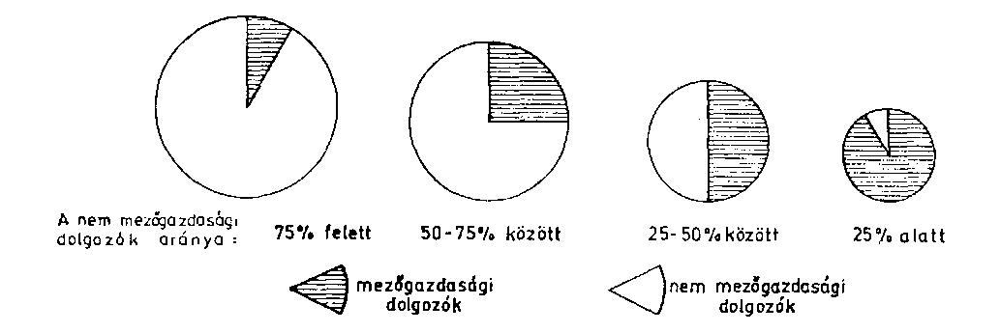 A nem mezőgazdasági
dolgozók aránya:
75% felett
50-75% között
25-50% között
25% alatt
mezőgazdasági
dolgozók
nem mezőgazdasági
dolgozók